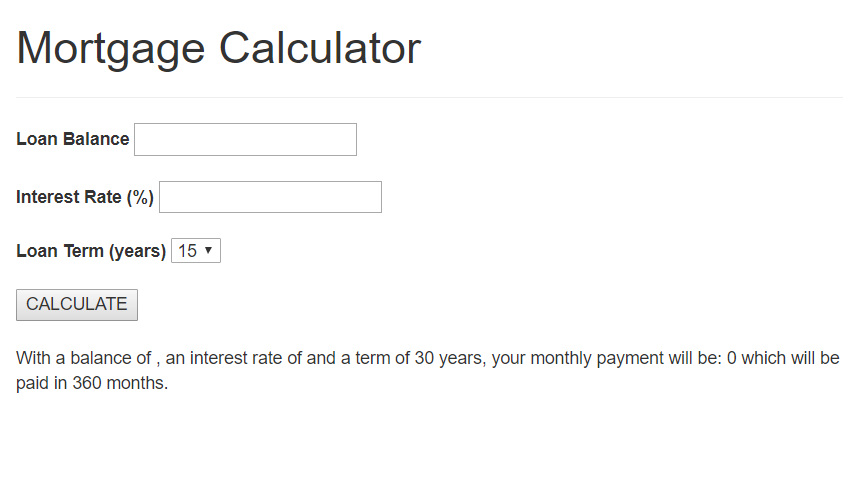 Mortgage Calculator
Loan Balance
Interest Rate (%)
Loan Term (years) 15
CALCULATE
With a balance of , an interest rate of and a term of 30 years, your monthly payment will be: 0 which will be
paid in 360 months.